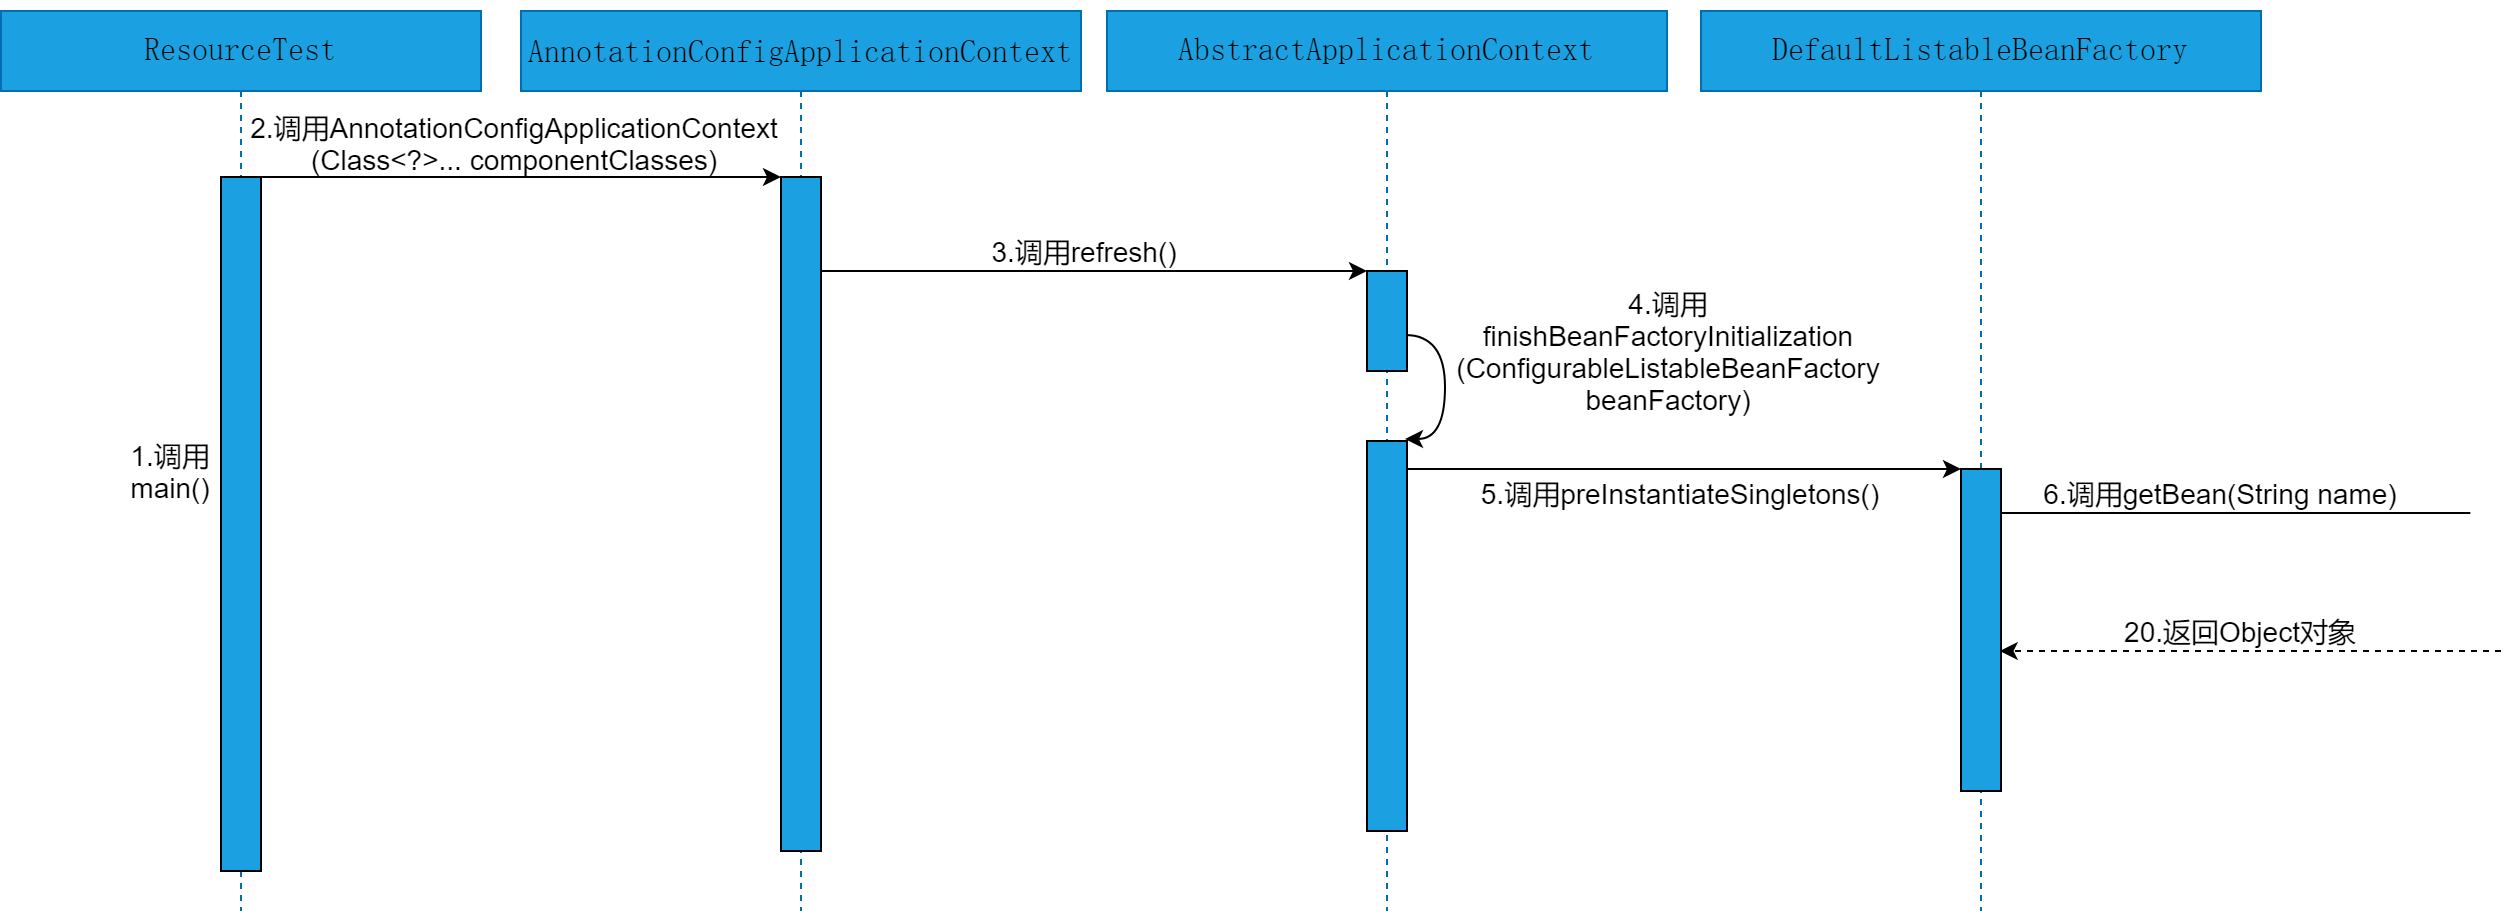 ResourceTest
AnnotationConfigApplicationContext
AbstractApplicationContext
DefaultListableBeanFactory
2.调用AnnotationConfigApplicationContext
(Class<?>... componentClasses)
3.调用refresh()
4.调用
finishBeanFactoryInitialization
(ConfigurableListableBeanFactory
beanFactory)
1.调用
main()
5.调用preInstantiateSingletons()
6.调用getBean(String name)
20.返回Object对象